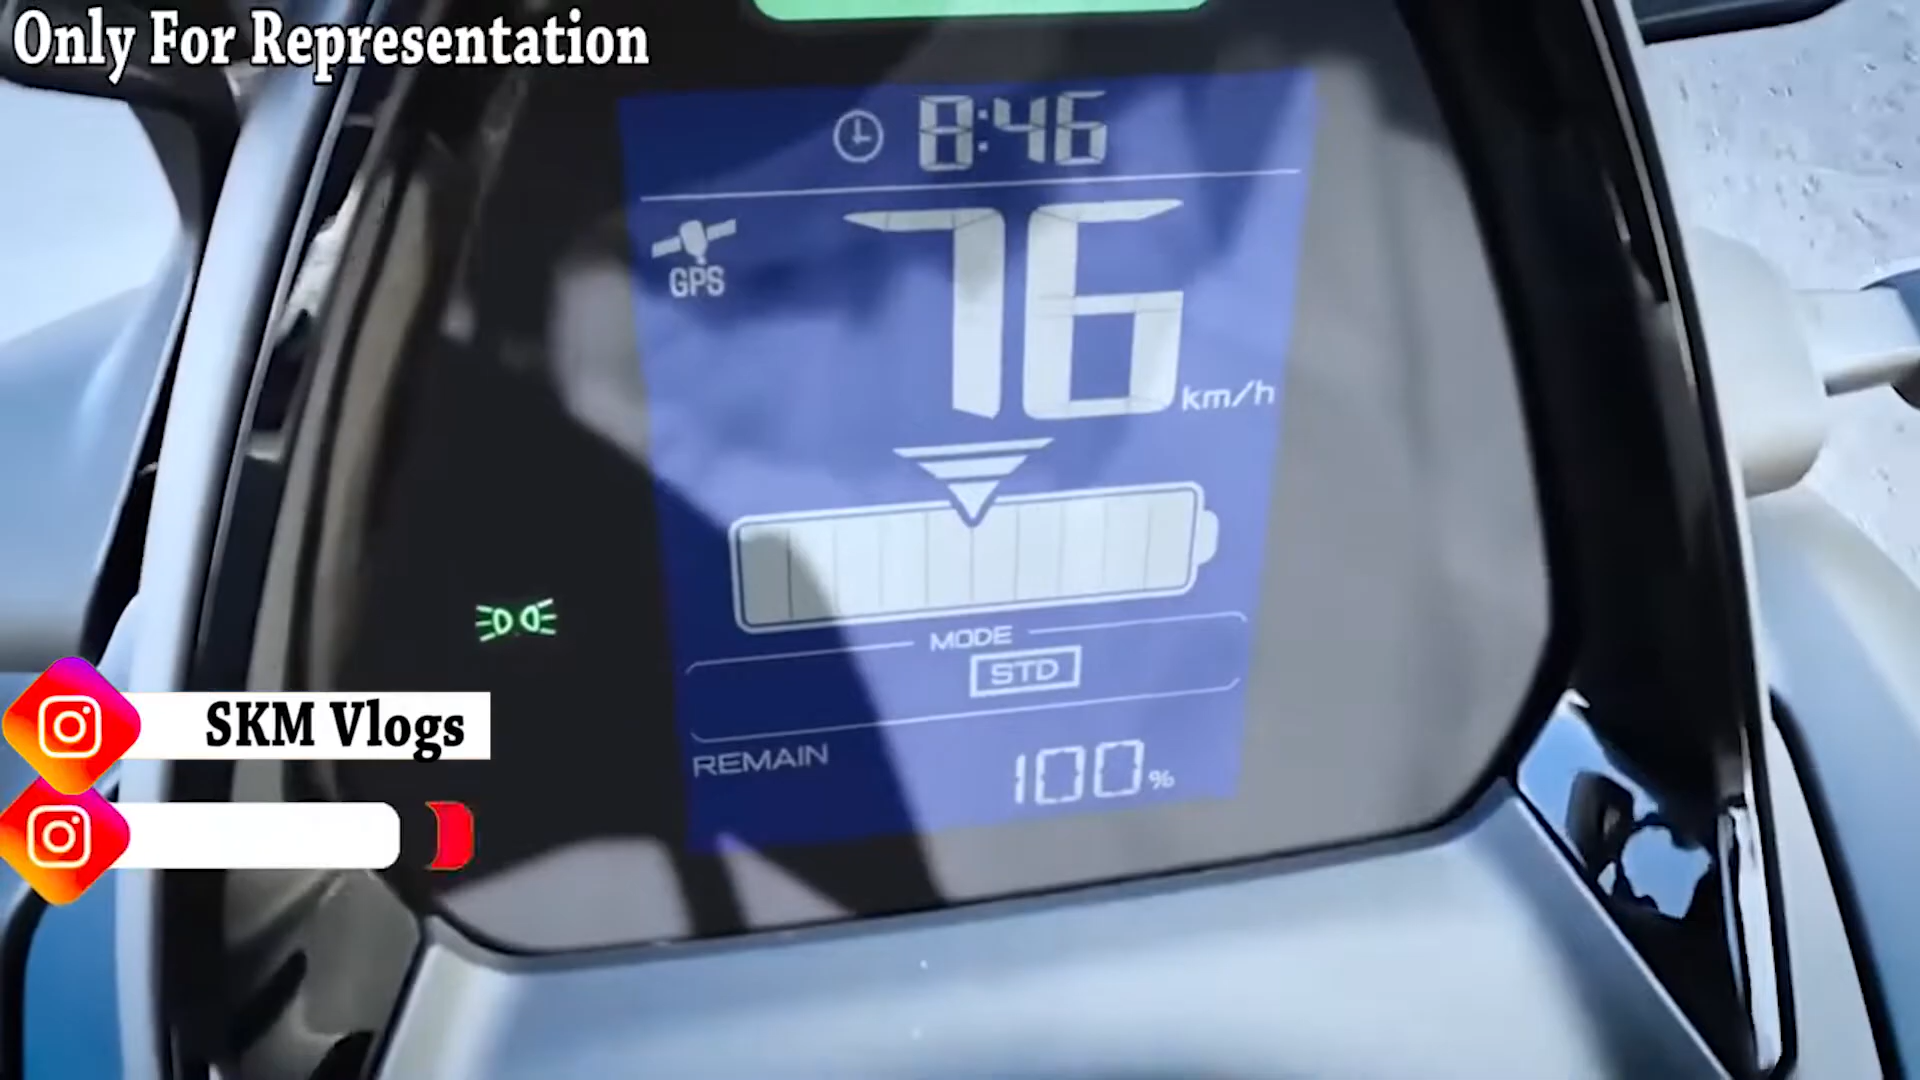 Only For Representation
8:46
GPS
76
km/h
MODE
STD
REMAIN
100%
SKM Vlogs